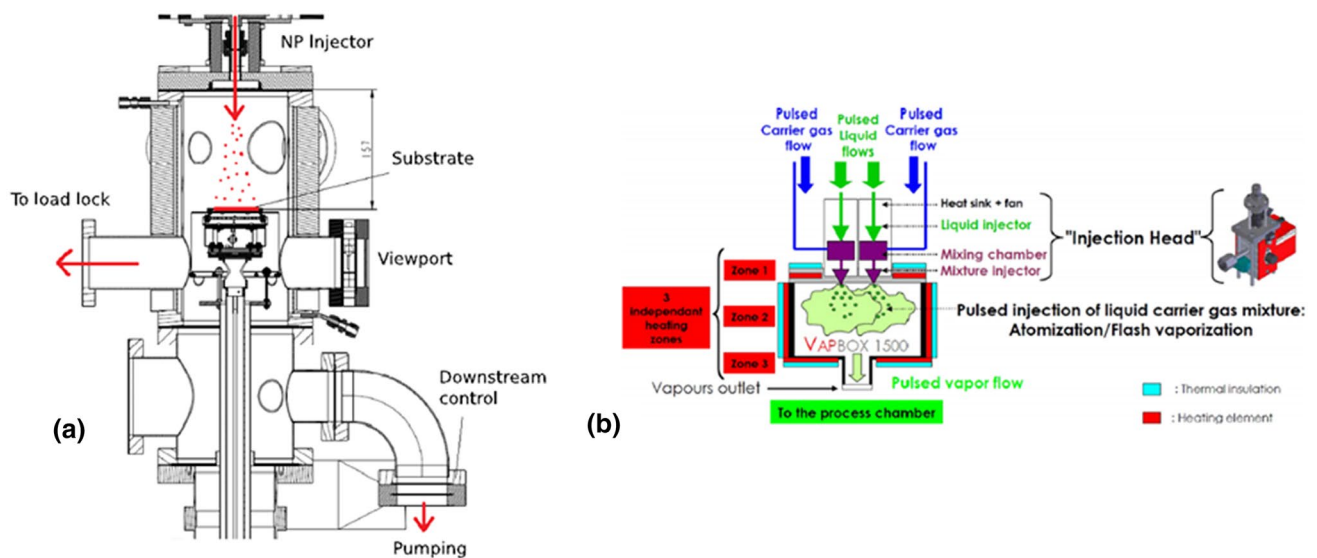 NP Injector
157
Substrate
To load lock
Viewport
Downstream
control
(a)
Pumping
Pulsed
Carrier gas
flow
Pulsed
Liquid
flows
Pulsed
Carrier gas
flow
Heat sink + fan
Liquid injector
Mixing chamber
Mixture injector
"Injection Head"
Zone 1
3
independant
heating
zones
Zone 2
Zone 3
Pulsed injection of liquid carrier gas mixture:
Atomization/Flash vaporization
VAPBOX 1500
Vapours outlet
Pulsed vapor flow
To the process chamber
: Thermal insulation
: Heating element
(b)